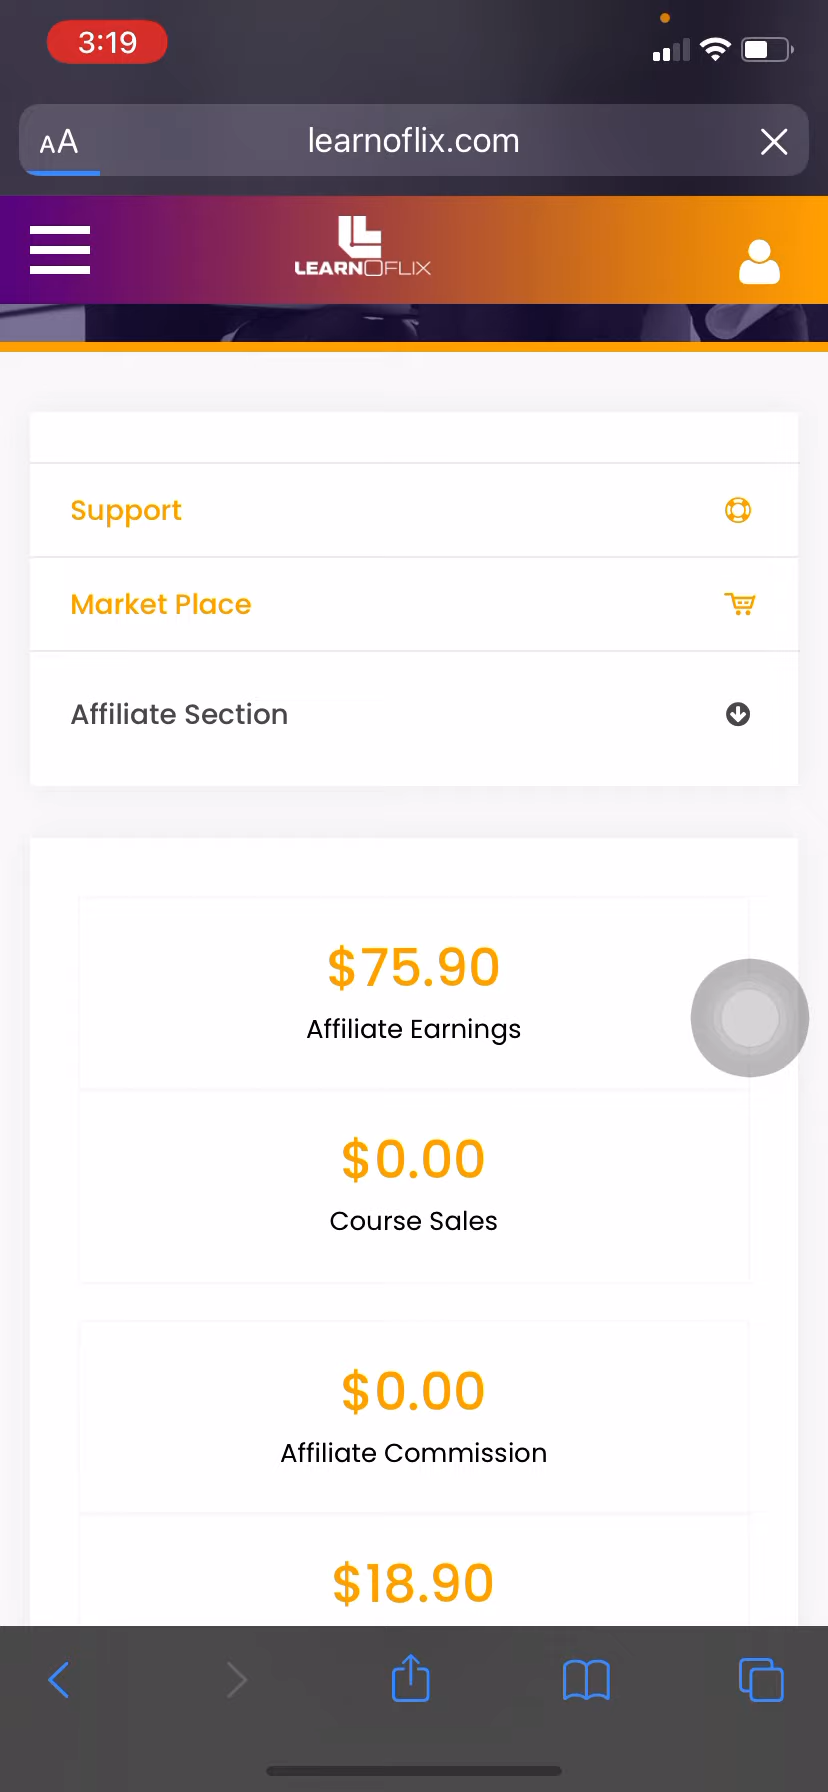 3:19
AA
learnoflix.com
LEARNOFLIX
Support
Market Place
Affiliate Section
$75.90
Affiliate Earnings
$0.00
Course Sales
$0.00
Affiliate Commission
$18.90